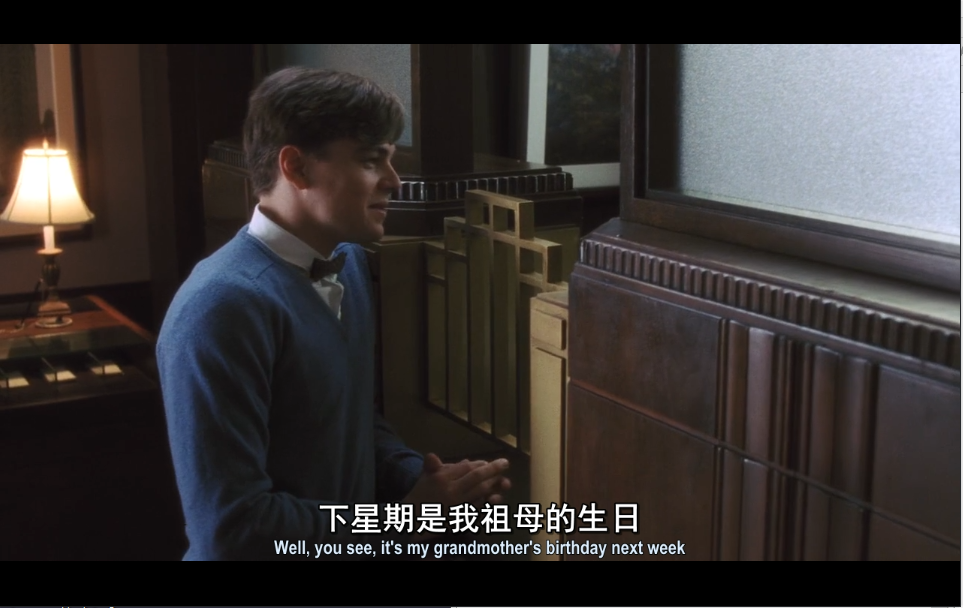 下星期是我祖母的生日
Well, you see, it's my grandmother's birthday next week